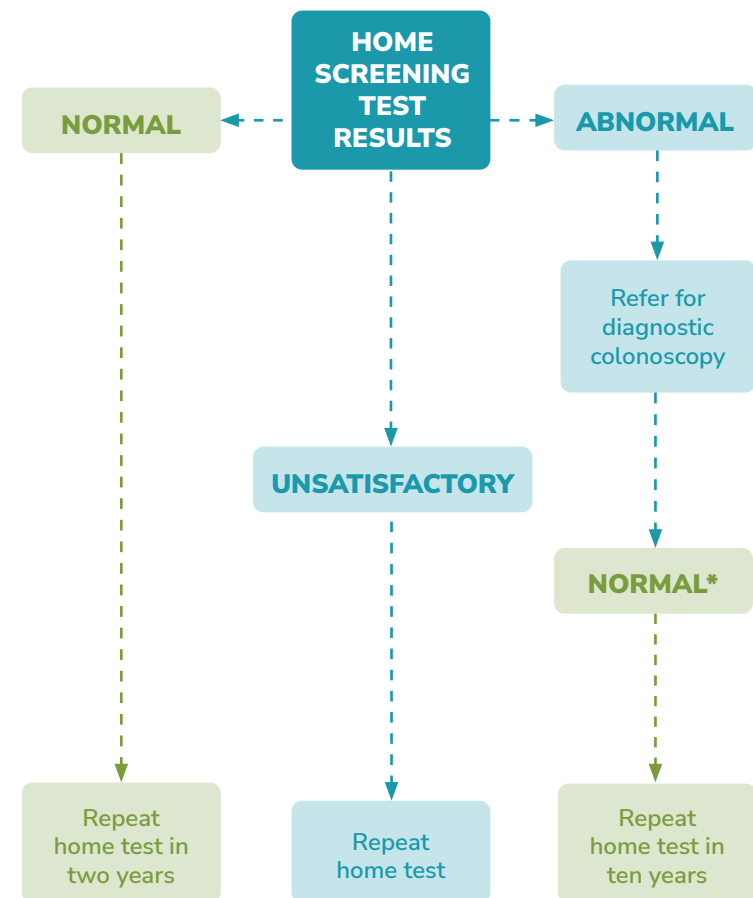 HOME
SCREENING
TEST
RESULTS
NORMAL
ABNORMAL
Refer for
diagnostic
colonoscopy
UNSATISFACTORY
NORMAL*
Repeat
home test in
two years
Repeat
home test
Repeat
home test in
ten years